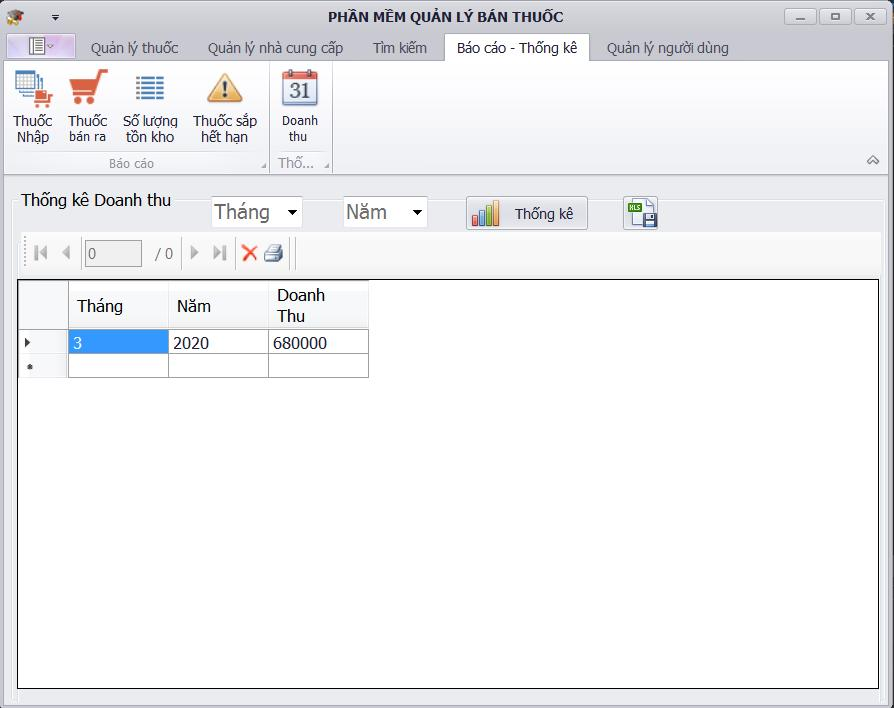 PHẦN MỀM QUẢN LÝ BÁN THUỐC
Quản lý thuốc Quản lý nhà cung cấp Tìm kiếm Báo cáo - Thống kê Quản lý người dùng
Thuốc Nhập
Thuốc bán ra
Số lượng tồn kho
Thuốc sắp hết hạn
31
Doanh thu
Báo cáo
Thố...
Thống kê Doanh thu
Tháng
Năm
Thống kê
XLS
0 / 0
Tháng Năm Doanh Thu
3 2020 680000